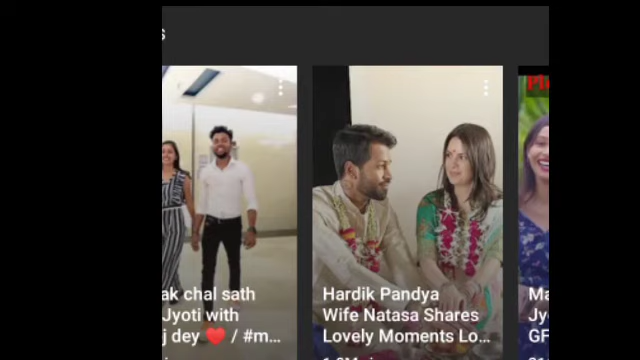 s
ak chal sath
Jyoti with
j dey ❤️ / #m...
Hardik Pandya
Wife Natasa Shares
Lovely Moments Lo...
Ma
Jy
GF